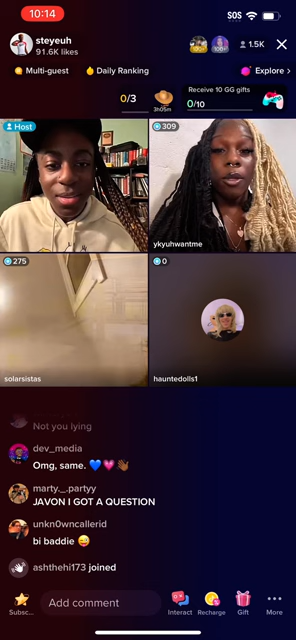 10:14
SOS
steyeuh
91.6K likes
100+
1.5K
Multi-guest
Daily Ranking
Explore >
0/3
3h05m
Receive 10 GG gifts
0/10
Host
309
ykyuhwantme
275
solarsistas
0
hauntedolls1
Not you lying
dev_media
Omg, same. 💙💗👋🏾
marty._.partyy
JAVON I GOT A QUESTION
unkn0wncallerid
bi baddie 😄
ashthehi173 joined
Subsc...
Add comment
Interact
Recharge
Gift
More